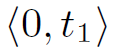 ⟨0, t₁⟩